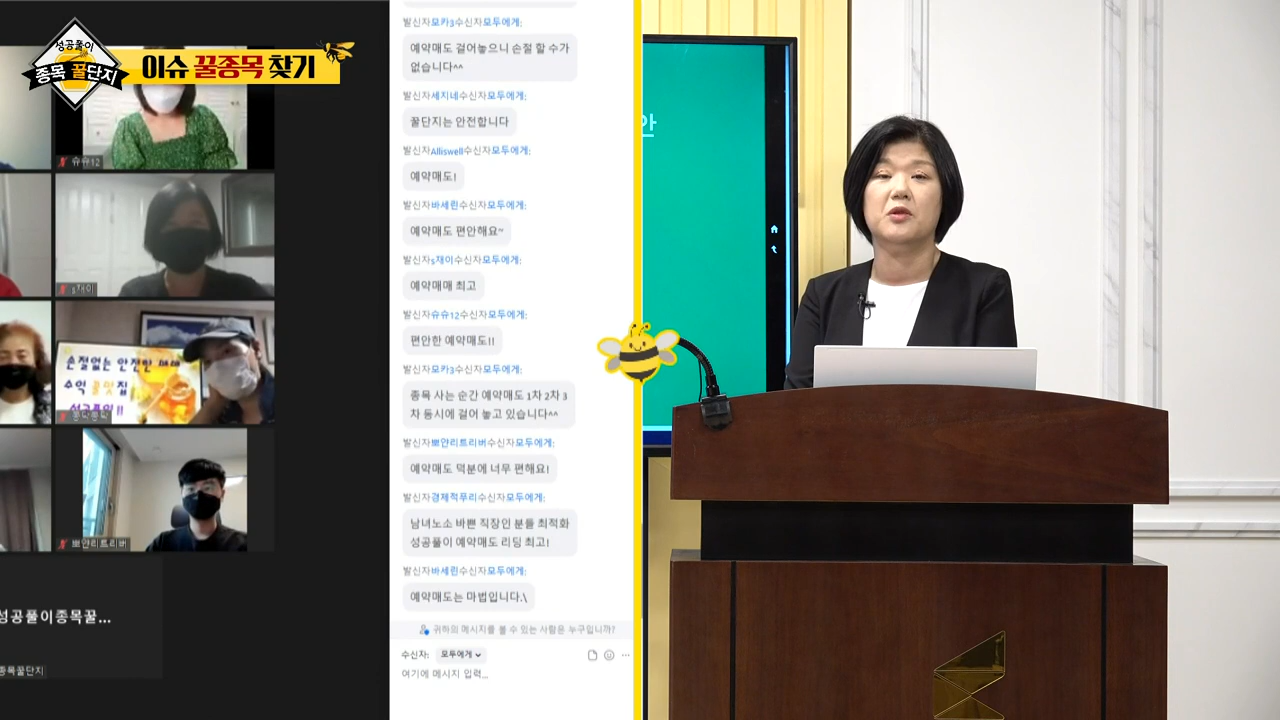 성공풀이
종목 꿀단지
이슈 꿀종목 찾기
슈슈12
s재이
손절없는 안전한 매매
수익 꿀맛집
성공풀이!!
뽀얀리트리버
성공풀이종목꿀...
종목꿀단지
발신자모카3수신자모두에게:
예약매도 걸어놓으니 손절 할 수가
없습니다^^
발신자세지네수신자모두에게:
꿀단지는 안전합니다
발신자Alliswell수신자모두에게:
예약매도!
발신자바세린수신자모두에게:
예약매도 편안해요~
발신자s재이수신자모두에게:
예약매매 최고
발신자슈슈12수신자모두에게:
편안한 예약매도!!
발신자모카3수신자모두에게:
종목 사는 순간 예약매도 1차 2차 3
차 동시에 걸어 놓고 있습니다^^
발신자뽀얀리트리버수신자모두에게:
예약매도 덕분에 너무 편해요!
발신자경제적푸리수신자모두에게:
남녀노소 바쁜 직장인 분들 최적화
성공풀이 예약매도 리딩 최고!
발신자바세린수신자모두에게:
예약매도는 마법입니다.\
귀하의 메시지를 볼 수 있는 사람은 누구입니까?
수신자: 모두에게
여기에 메시지 입력...
안